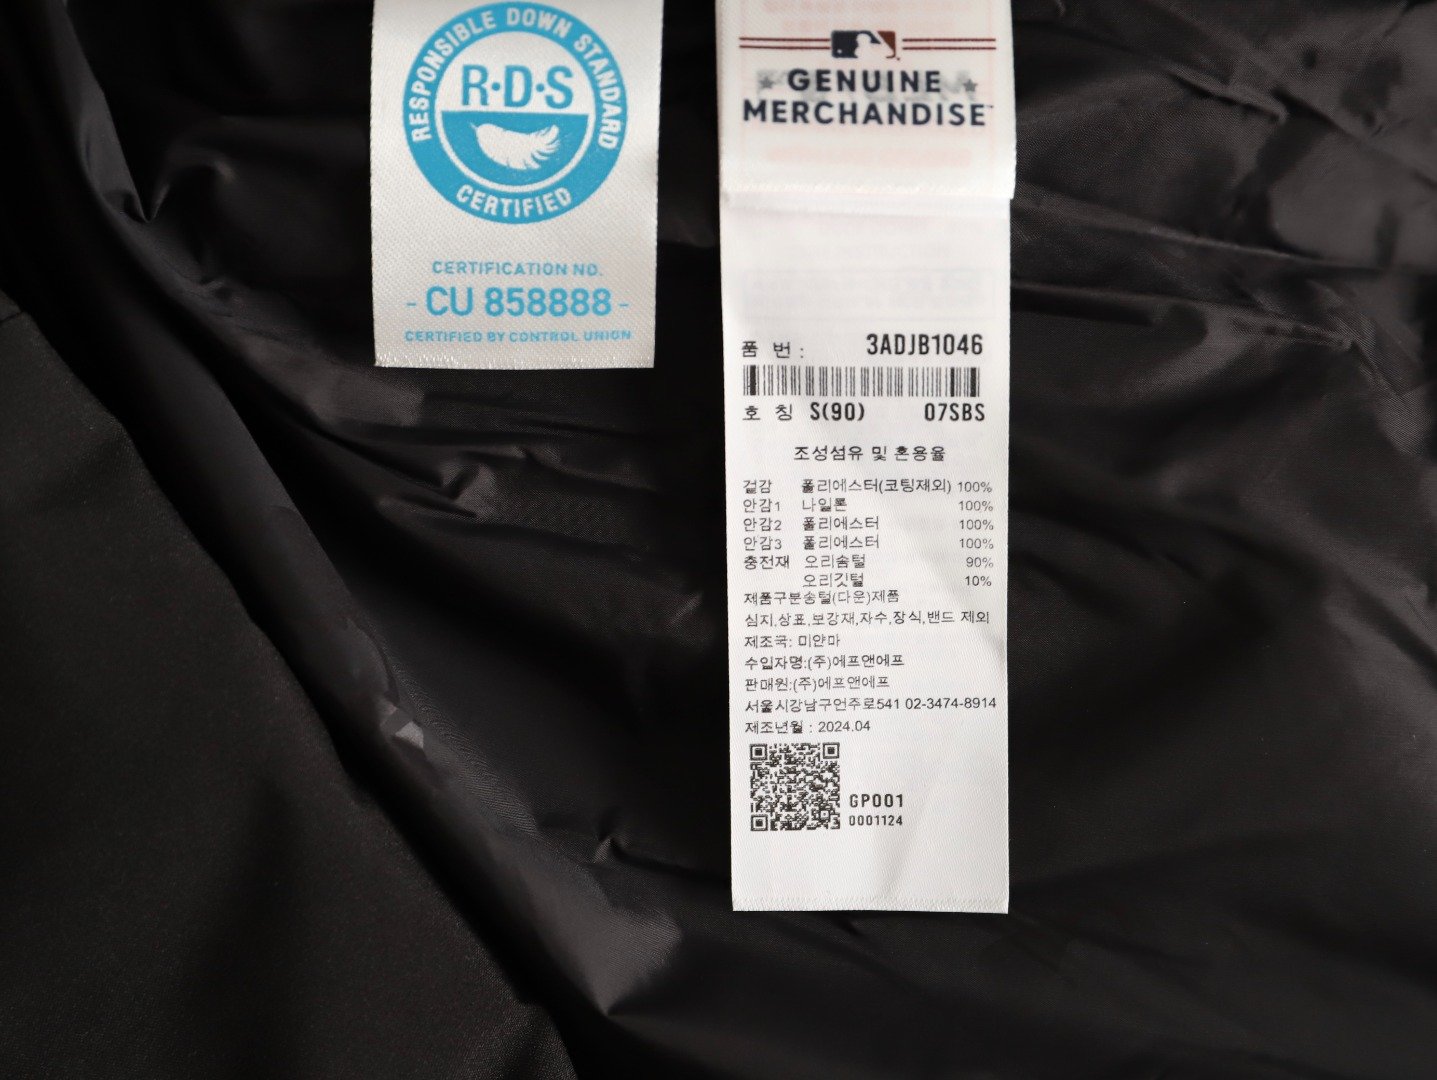 RESPONSIBLE DOWN STANDARD
R·D·S
CERTIFIED
CERTIFICATION NO.
- CU 858888 -
CERTIFIED BY CONTROL UNION
GENUINE
MERCHANDISE
품 번 : 3ADJB1046
호 칭 S(90) 07SBS
조성섬유 및 혼용율
겉감 폴리에스터(코팅재외) 100%
안감1 나일론 100%
안감2 폴리에스터 100%
안감3 폴리에스터 100%
충전재 오리솜털 90%
오리깃털 10%
제품구분솜털(다운)제품
심지,상표,보강재,자수,장식,밴드 제외
제조국: 미얀마
수입자명:(주)에프앤에프
판매원:(주)에프앤에프
서울시강남구언주로541 02-3474-8914
제조년월 : 2024.04
GP001
0001124